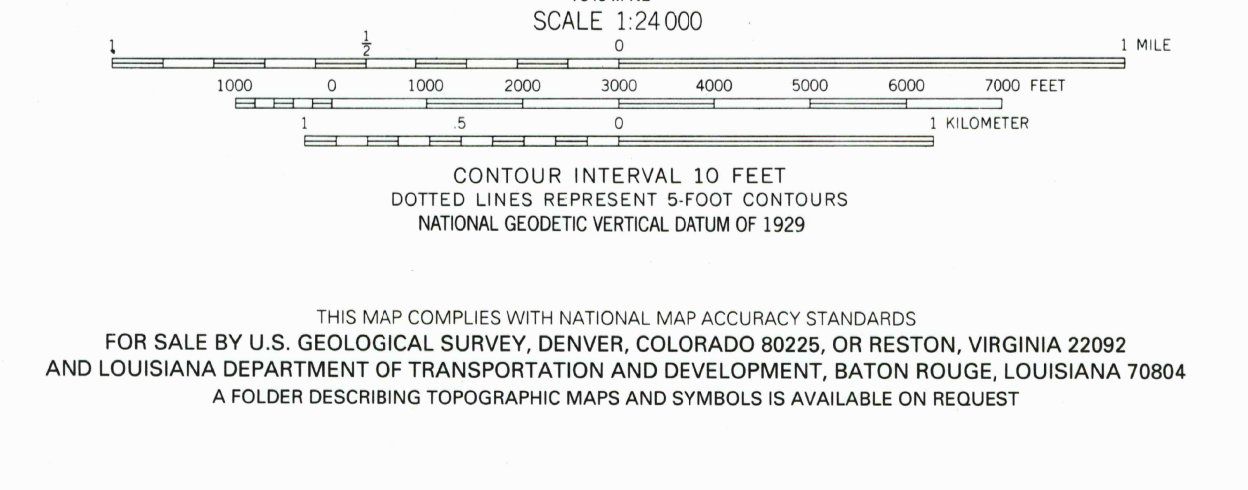 SCALE 1:24 000
1 ½ 0 1 MILE
1000 0 1000 2000 3000 4000 5000 6000 7000 FEET
1 .5 0 1 KILOMETER
CONTOUR INTERVAL 10 FEET
DOTTED LINES REPRESENT 5-FOOT CONTOURS
NATIONAL GEODETIC VERTICAL DATUM OF 1929
THIS MAP COMPLIES WITH NATIONAL MAP ACCURACY STANDARDS
FOR SALE BY U.S. GEOLOGICAL SURVEY, DENVER, COLORADO 80225, OR RESTON, VIRGINIA 22092
AND LOUISIANA DEPARTMENT OF TRANSPORTATION AND DEVELOPMENT, BATON ROUGE, LOUISIANA 70804
A FOLDER DESCRIBING TOPOGRAPHIC MAPS AND SYMBOLS IS AVAILABLE ON REQUEST